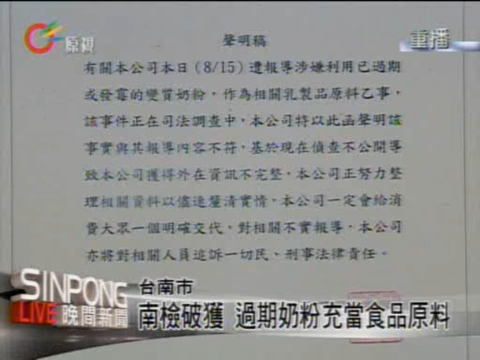 原視
重播
聲明稿
有關本公司本日(8/15)遭報導涉嫌利用已過期
或發霉的變質奶粉，作為相關乳製品原料乙事，
該事件正在司法調查中，本公司特以此函聲明該
事實與其報導內容不符，基於現在偵查不公開導
致本公司獲得外在資訊不完整，本公司正努力整
理相關資料以儘速釐清實情，本公司一定會給消
費大眾一個明確交代，對相關不實報導，本公司
亦將對相關人員追訴一切民、刑事法律責任。
SINPONG
LIVE 晚間新聞
台南市
南檢破獲 過期奶粉充當食品原料